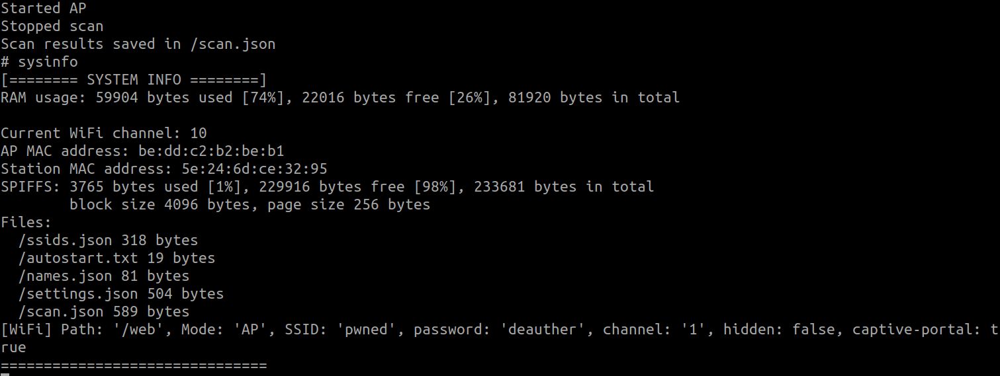 Started AP
Stopped scan
Scan results saved in /scan.json
# sysinfo
[======== SYSTEM INFO ========]
RAM usage: 59904 bytes used [74%], 22016 bytes free [26%], 81920 bytes in total
Current WiFi channel: 10
AP MAC address: be:dd:c2:b2:be:b1
Station MAC address: 5e:24:6d:ce:32:95
SPIFFS: 3765 bytes used [1%], 229916 bytes free [98%], 233681 bytes in total
        block size 4096 bytes, page size 256 bytes
Files:
  /ssids.json 318 bytes
  /autostart.txt 19 bytes
  /names.json 81 bytes
  /settings.json 504 bytes
  /scan.json 589 bytes
[WiFi] Path: '/web', Mode: 'AP', SSID: 'pwned', password: 'deauther', channel: '1', hidden: false, captive-portal: t
rue
===============================